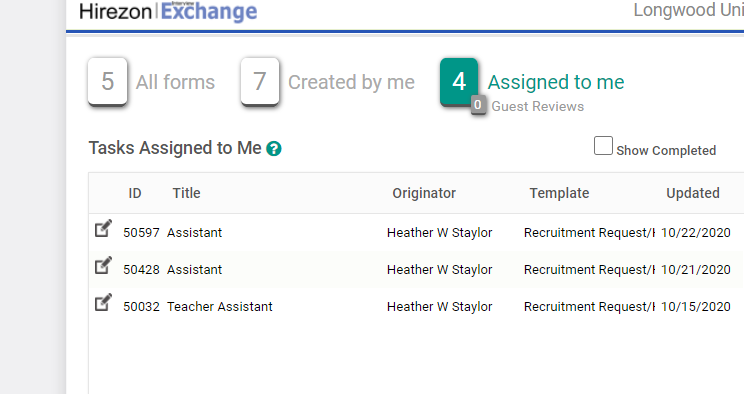 Hirezon Interview Exchange
Longwood Uni
5 All forms 7 Created by me 4 Assigned to me
0 Guest Reviews
Tasks Assigned to Me ?
Show Completed
ID Title Originator Template Updated
50597 Assistant Heather W Staylor Recruitment Request/ 10/22/2020
50428 Assistant Heather W Staylor Recruitment Request/ 10/21/2020
50032 Teacher Assistant Heather W Staylor Recruitment Request/ 10/15/2020